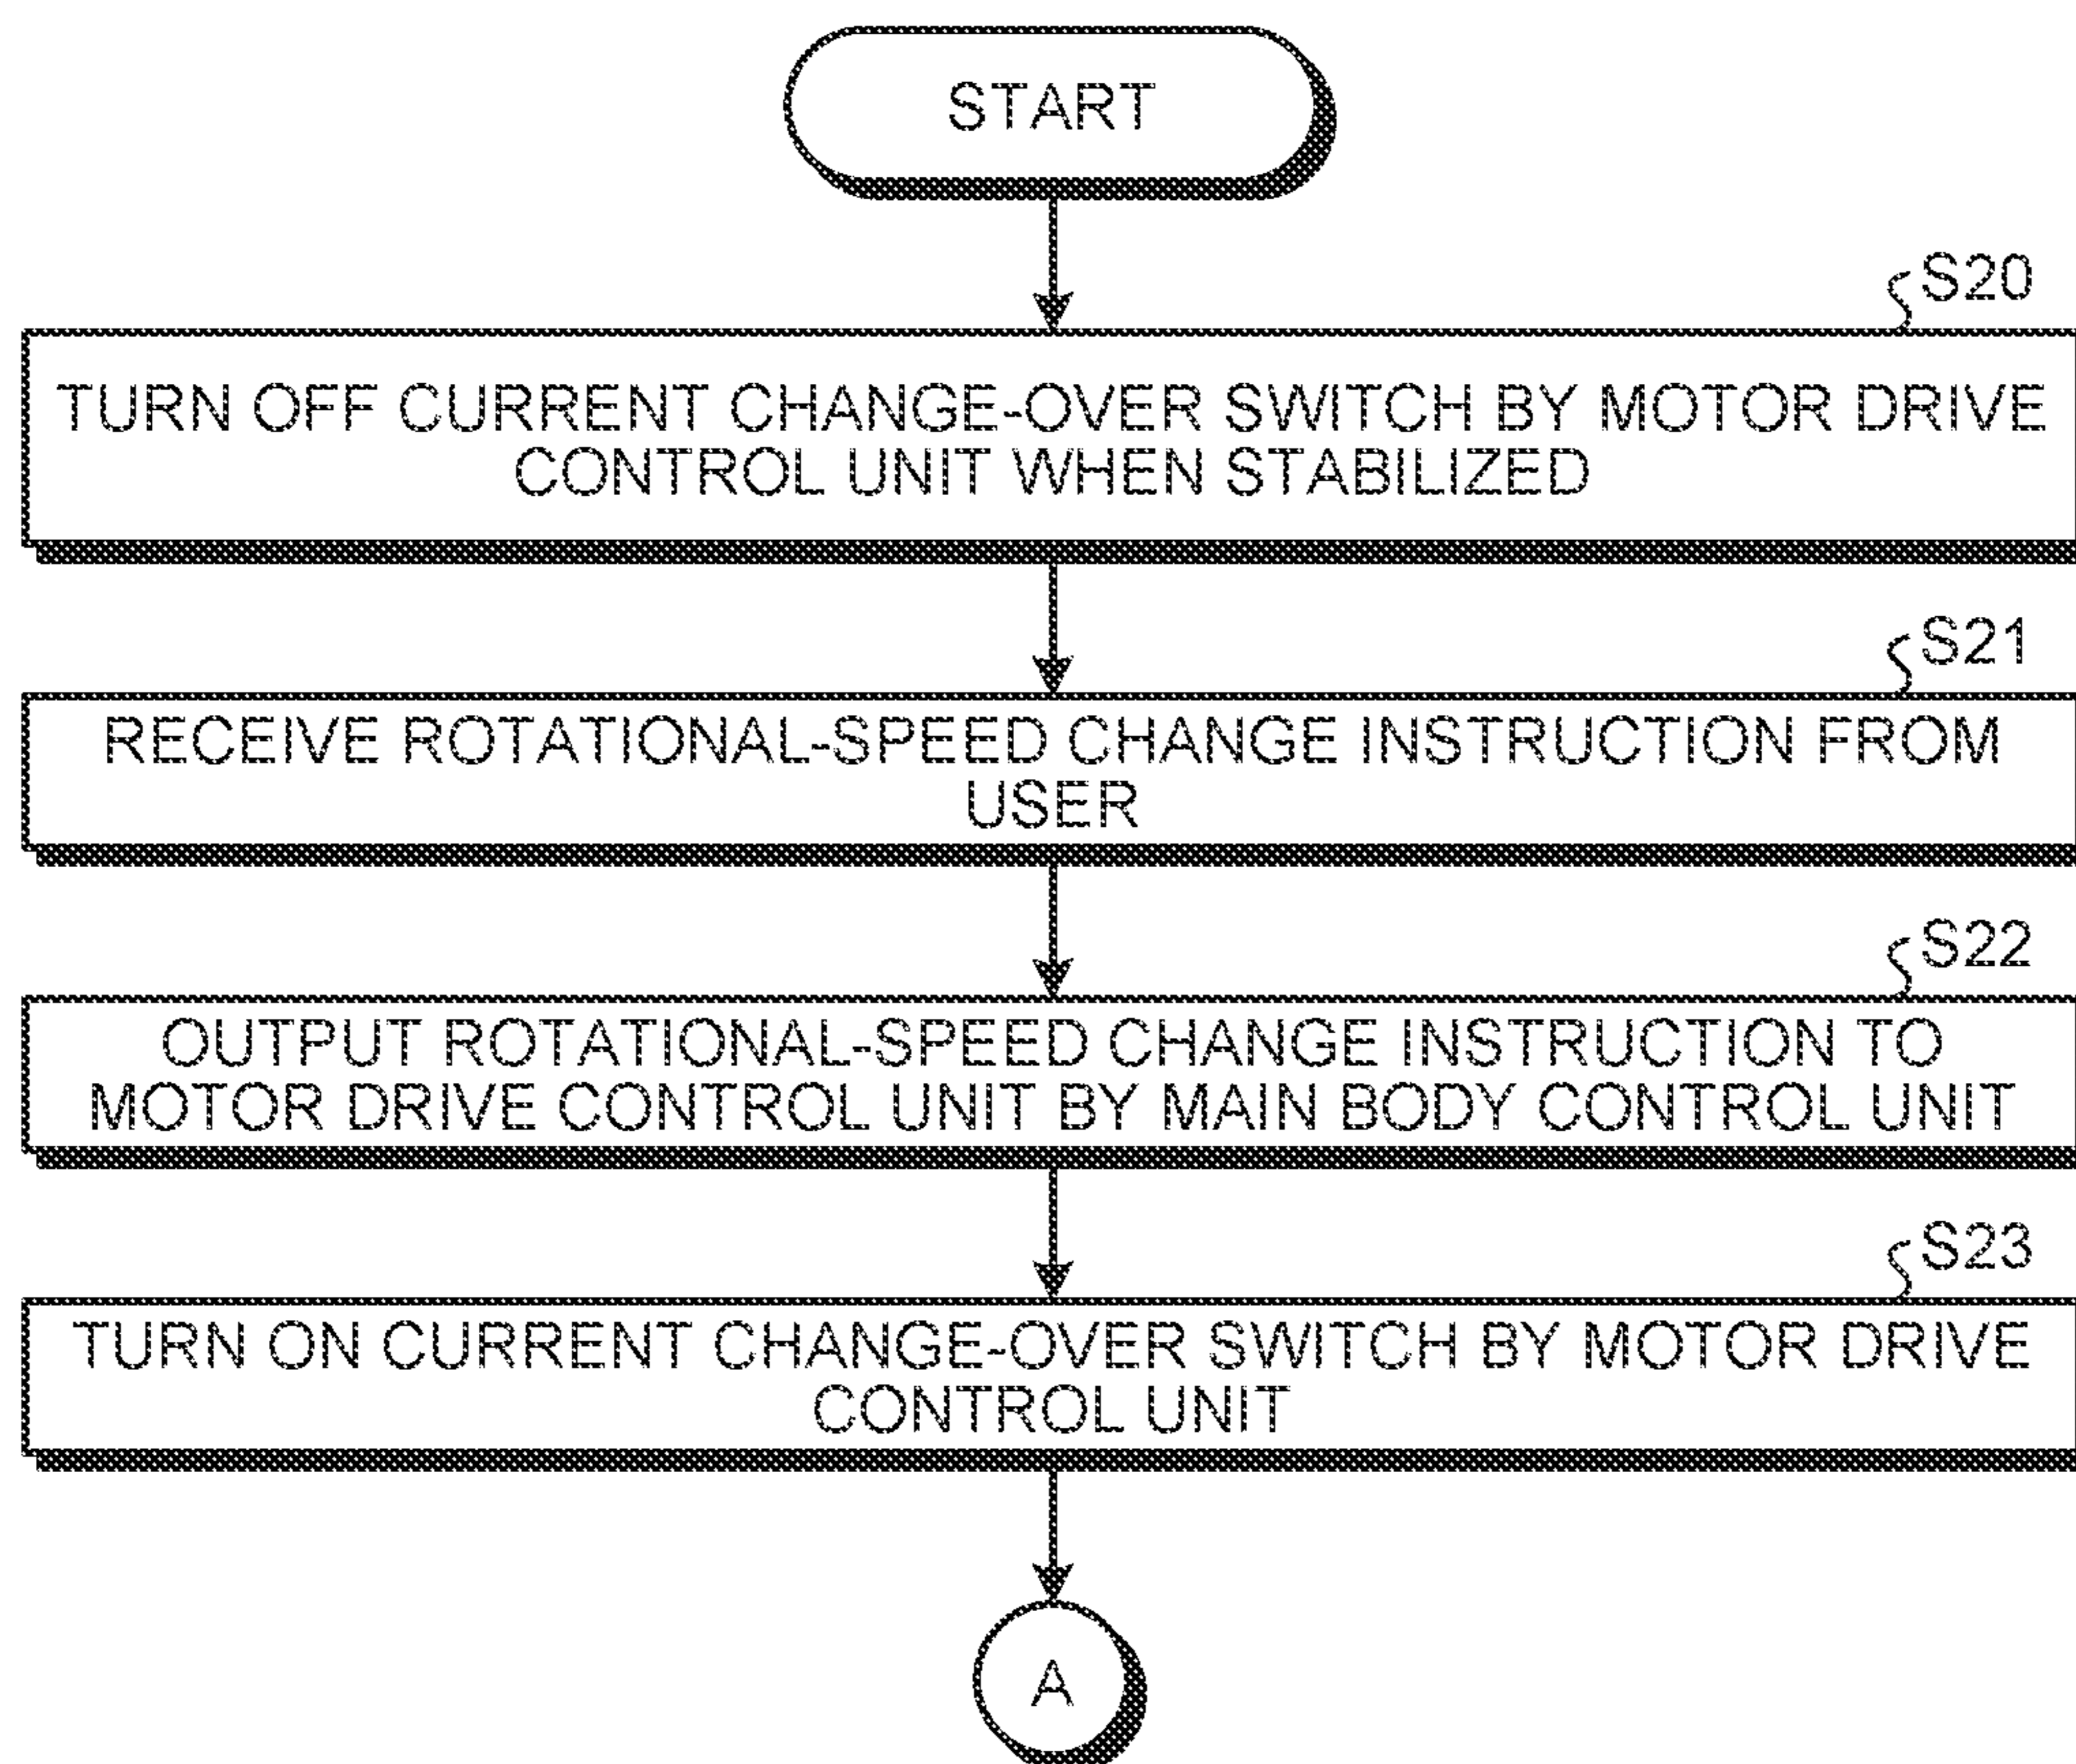 START
S20
TURN OFF CURRENT CHANGE-OVER SWITCH BY MOTOR DRIVE
CONTROL UNIT WHEN STABILIZED
S21
RECEIVE ROTATIONAL-SPEED CHANGE INSTRUCTION FROM
USER
S22
OUTPUT ROTATIONAL-SPEED CHANGE INSTRUCTION TO
MOTOR DRIVE CONTROL UNIT BY MAIN BODY CONTROL UNIT
S23
TURN ON CURRENT CHANGE-OVER SWITCH BY MOTOR DRIVE
CONTROL UNIT
A